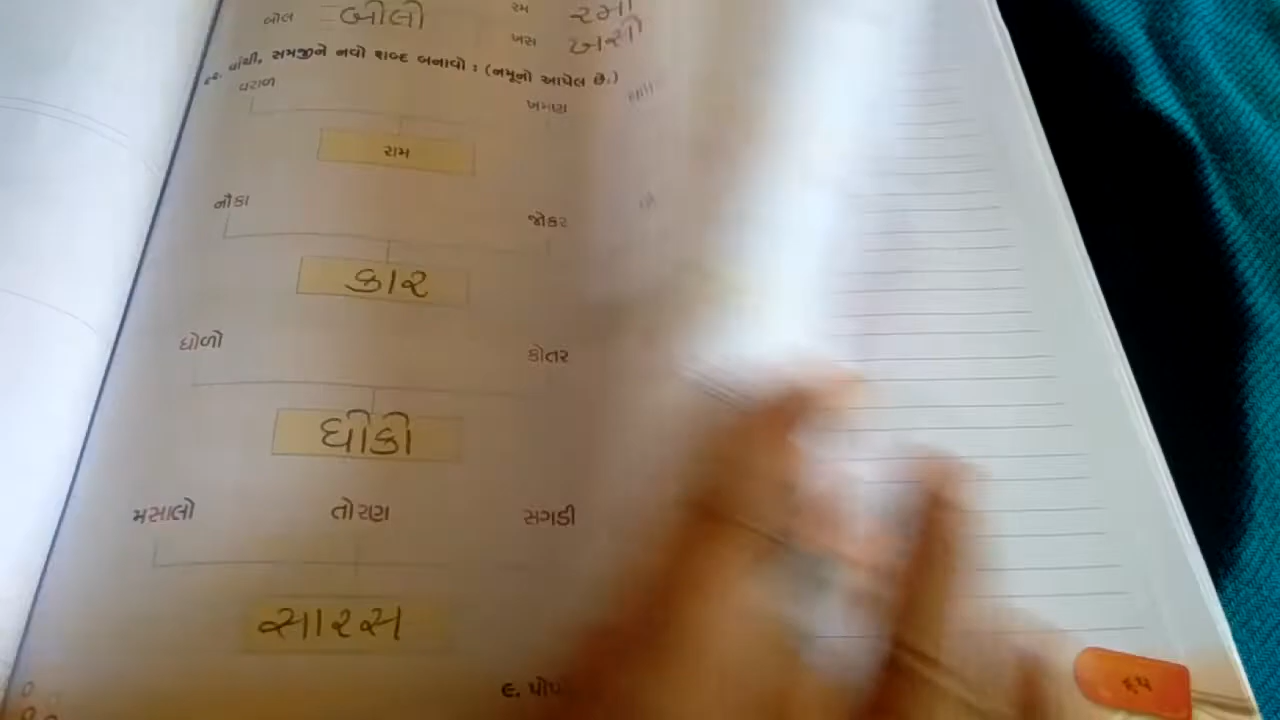 બોલ બોલો રમ રમો
ખસ ખસો
વાંચી, સમજીને નવો શબ્દ બનાવો : (નમૂનો આપેલ છે.)
વરાળ ખમણ
રામ
નૌકા જોકર
કાર
ધોળો કોતર
ધોકો
મસાલો તોરણ સગડી
સારસ
૯.
૬૫